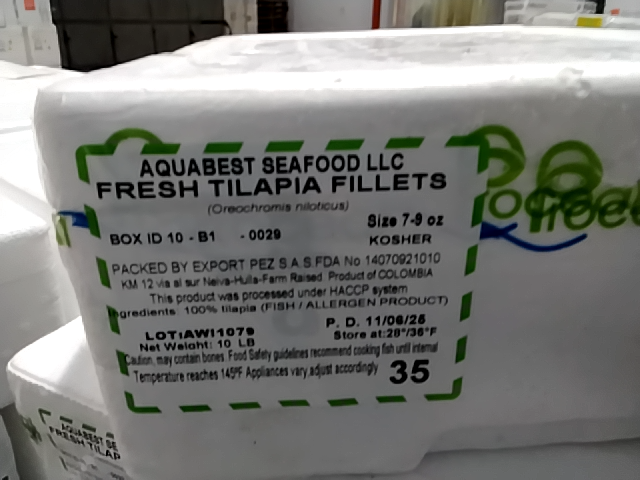 AQUABEST SEAFOOD LLC
FRESH TILAPIA FILLETS
(Oreochromis niloticus)
Size 7-9 oz
BOX ID 10 - B1 - 0029
KOSHER
PACKED BY EXPORT PEZ S.A.S.FDA No 14070921010
KM 12 via al sur Neiva-Huila-Farm Raised. Product of COLOMBIA
This product was processed under HACCP system
Ingredients: 100% tilapia (FISH / ALLERGEN PRODUCT)
LOT:AWI1079
P. D. 11/06/25
Net Weight: 10 LB
Store at:28°/36°F
Caution, may contain bones. Food Safety guidelines recommend cooking fish until internal
Temperature reaches 145ºF Appliances vary adjust accordingly
35
AQUABEST SE
FRESH TILAP